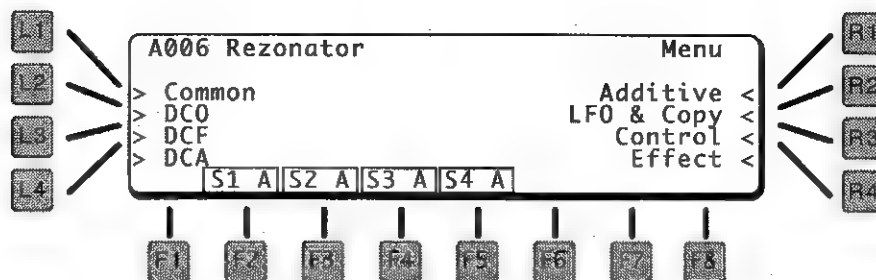 L1
R1
A006 Rezonator Menu
L2
R2
> Common Additive <
> DCO LFO & Copy <
L3
R3
> DCF Control <
> DCA Effect <
L4
R4
S1 A S2 A S3 A S4 A
F1 F2 F3 F4 F5 F6 F7 F8